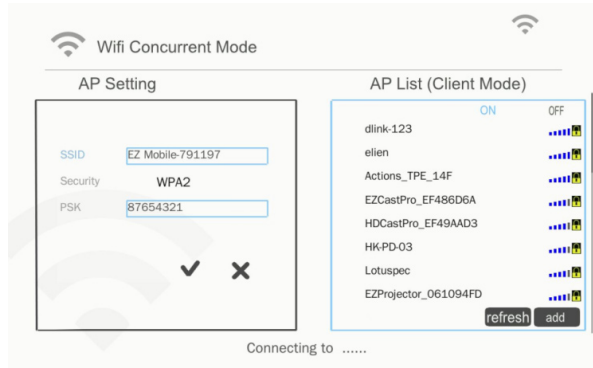 Wifi Concurrent Mode
AP Setting
SSID EZ Mobile-791197
Security WPA2
PSK 87654321
AP List (Client Mode)
ON OFF
dlink-123
elien
Actions_TPE_14F
EZCastPro_EF486D6A
HDCastPro_EF49AAD3
HK-PD-03
Lotuspec
EZProjector_061094FD
refresh add
Connecting to ......